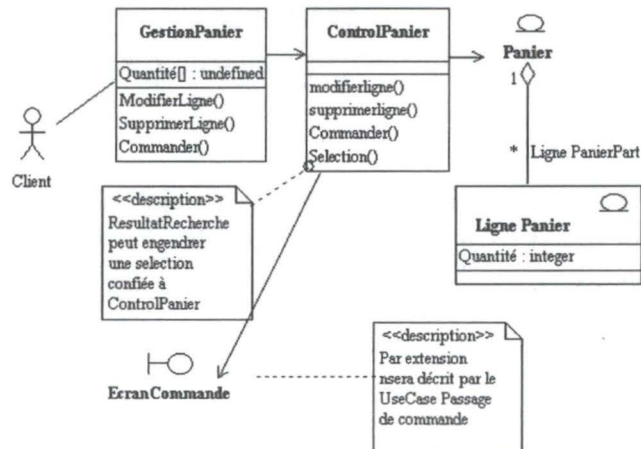 GestionPanier
Quantité[] : undefined
ModifierLigne()
SupprimerLigne()
Commander()
ControlPanier
modifierligne()
supprimerligne()
Commander()
Selection()
Panier
1
* Ligne PanierPart
Ligne Panier
Quantité : integer
Client
<<description>>
ResultatRecherche
peut engendrer
une selection
confiée à
ControlPanier
EcranCommande
<<description>>
Par extension
nsera décrit par le
UseCase Passage
de commande